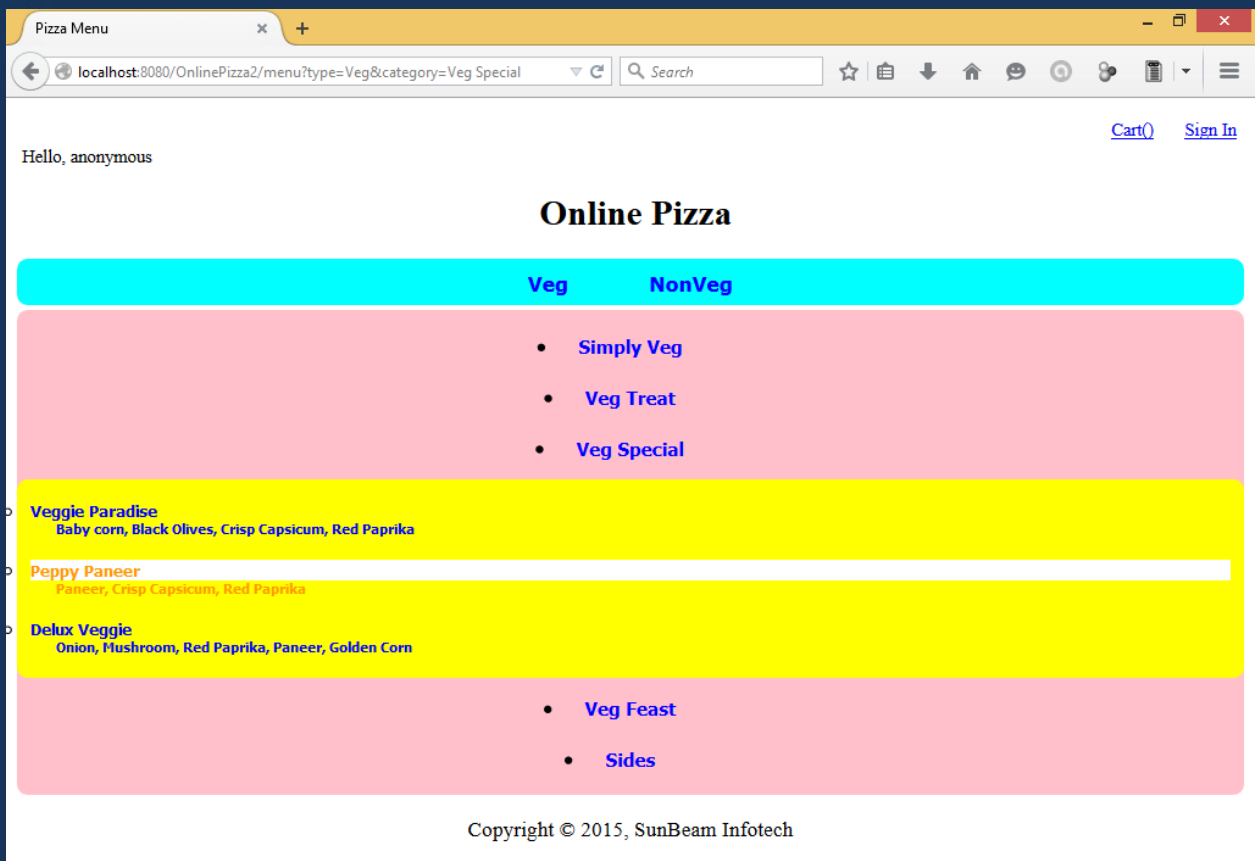 Pizza Menu
localhost:8080/OnlinePizza2/menu?type=Veg&category=Veg Special
Search
Cart() Sign In
Hello, anonymous
Online Pizza
Veg NonVeg
Simply Veg
Veg Treat
Veg Special
Veggie Paradise
Baby corn, Black Olives, Crisp Capsicum, Red Paprika
Peppy Paneer
Paneer, Crisp Capsicum, Red Paprika
Delux Veggie
Onion, Mushroom, Red Paprika, Paneer, Golden Corn
Veg Feast
Sides
Copyright © 2015, SunBeam Infotech